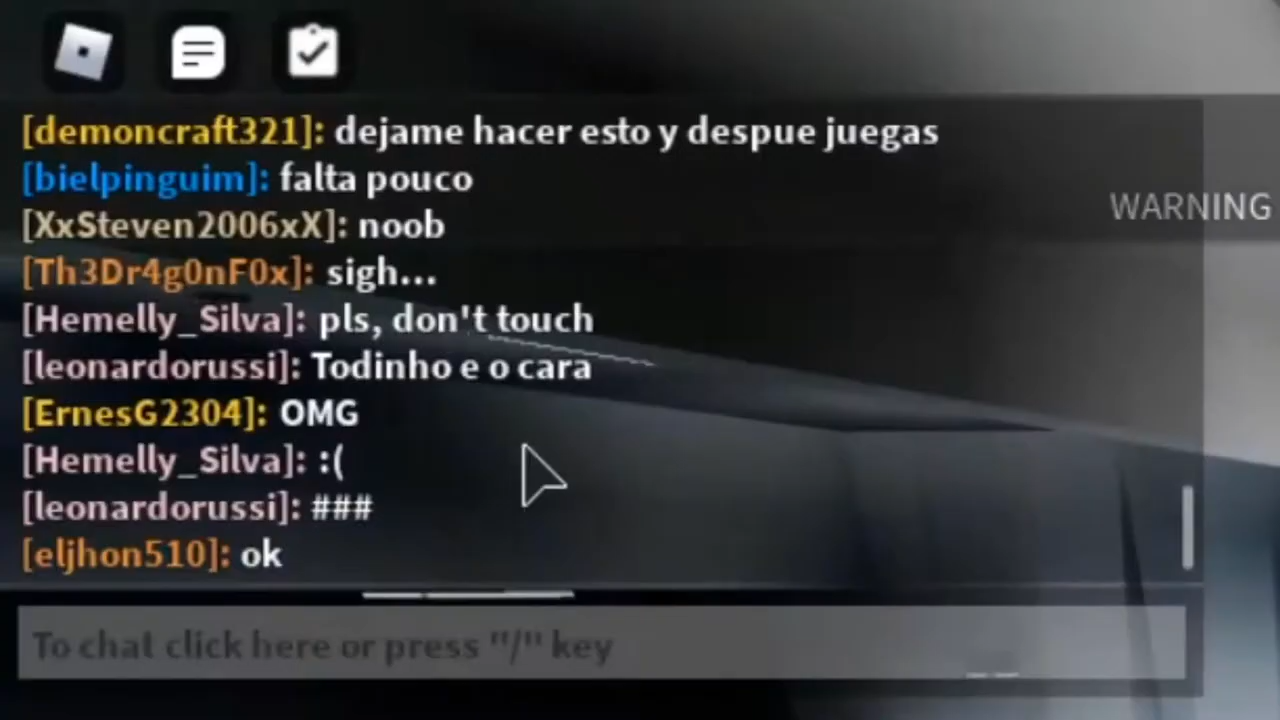 [demoncraft321]: dejame hacer esto y despue juegas
[bielpinguim]: falta pouco
WARNING
[XxSteven2006xX]: noob
[Th3Dr4g0nF0x]: sigh...
[Hemelly_Silva]: pls, don't touch
[leonardorussi]: Todinho e o cara
[ErnesG2304]: OMG
[Hemelly_Silva]: :(
[leonardorussi]: ###
[eljhon510]: ok
To chat click here or press "/" key